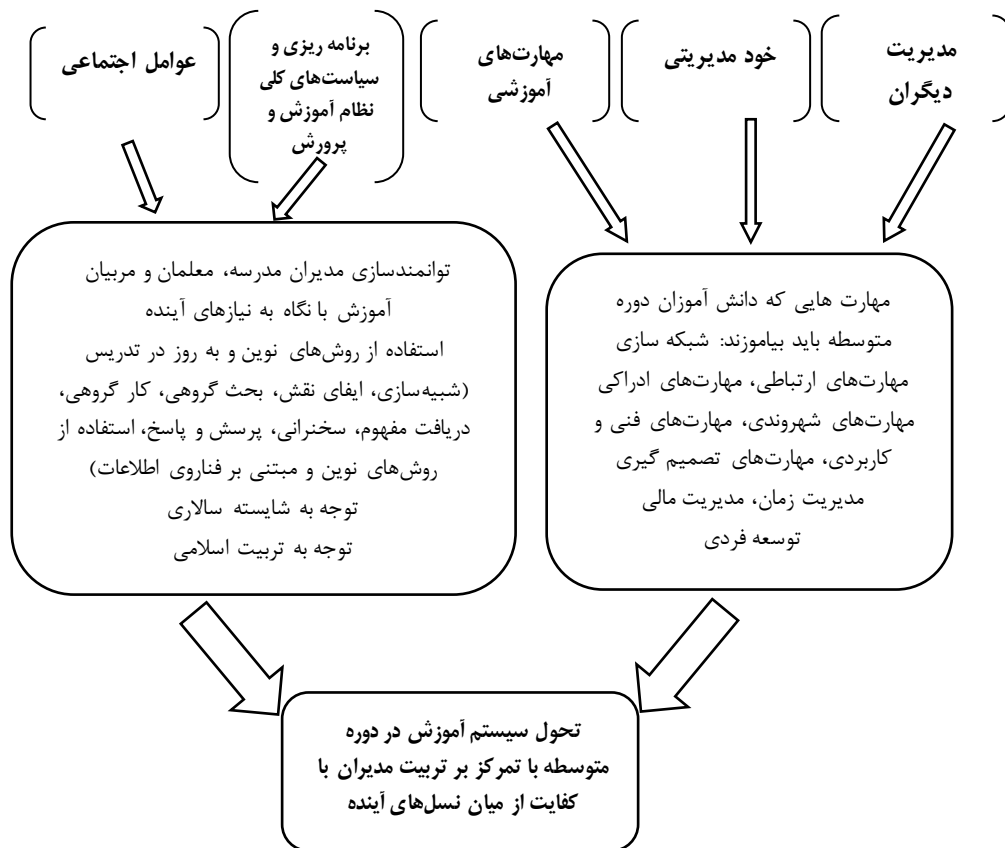 مدیریت
دیگران
خود مدیریتی
مهارت‌های
آموزشی
برنامه ریزی و
سیاست‌های کلی
نظام آموزش و
پرورش
عوامل اجتماعی
مهارت هایی که دانش آموزان دوره
متوسطه باید بیاموزند: شبکه سازی
مهارت‌های ارتباطی، مهارت‌های ادراکی
مهارت‌های شهروندی، مهارت‌های فنی و
کاربردی، مهارت‌های تصمیم گیری
مدیریت زمان، مدیریت مالی
توسعه فردی
توانمندسازی مدیران مدرسه، معلمان و مربیان
آموزش با نگاه به نیازهای آینده
استفاده از روش‌های نوین و به روز در تدریس
(شبیه‌سازی، ایفای نقش، بحث گروهی، کار گروهی،
دریافت مفهوم، سخنرانی، پرسش و پاسخ، استفاده از
روش‌های نوین و مبتنی بر فناروی اطلاعات)
توجه به شایسته سالاری
توجه به تربیت اسلامی
تحول سیستم آموزش در دوره
متوسطه با تمرکز بر تربیت مدیران با
کفایت از میان نسل‌های آینده